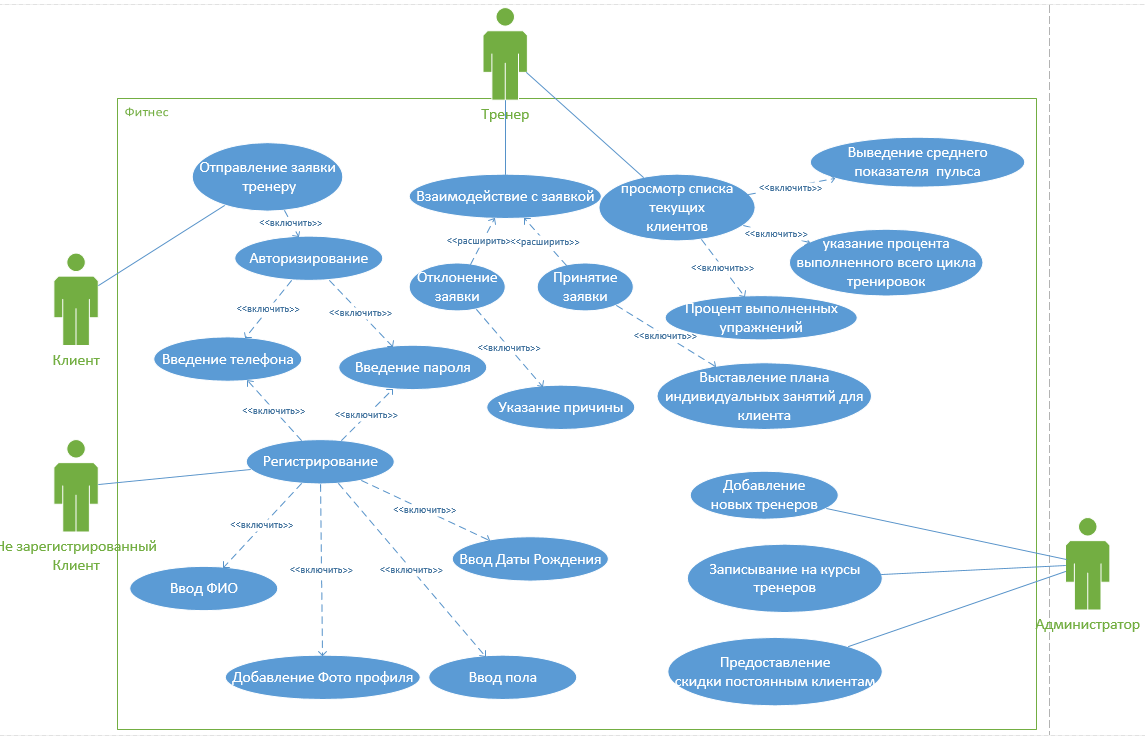 Тренер
Фитнес
Отправление заявки
тренеру
<<включить>>
Авторизирование
<<включить>>
<<включить>>
Введение телефона
Введение пароля
<<включить>>
<<включить>>
Клиент
Взаимодействие с заявкой
<<расширить>>
<<расширить>>
Отклонение
заявки
Принятие
заявки
<<включить>>
<<включить>>
Указание причины
просмотр списка
текущих
клиентов
<<включить>>
<<включить>>
<<включить>>
Выведение среднего
показателя пульса
указание процента
выполненного всего цикла
тренировок
Процент выполненных
упражнений
Выставление плана
индивидуальных занятий для
клиента
Регистрирование
Не зарегистрированный
Клиент
<<включить>>
<<включить>>
<<включить>>
<<включить>>
Ввод ФИО
Ввод Даты Рождения
Добавление Фото профиля
Ввод пола
Добавление
новых тренеров
Записывание на курсы
тренеров
Предоставление
скидки постоянным клиентам
Администратор